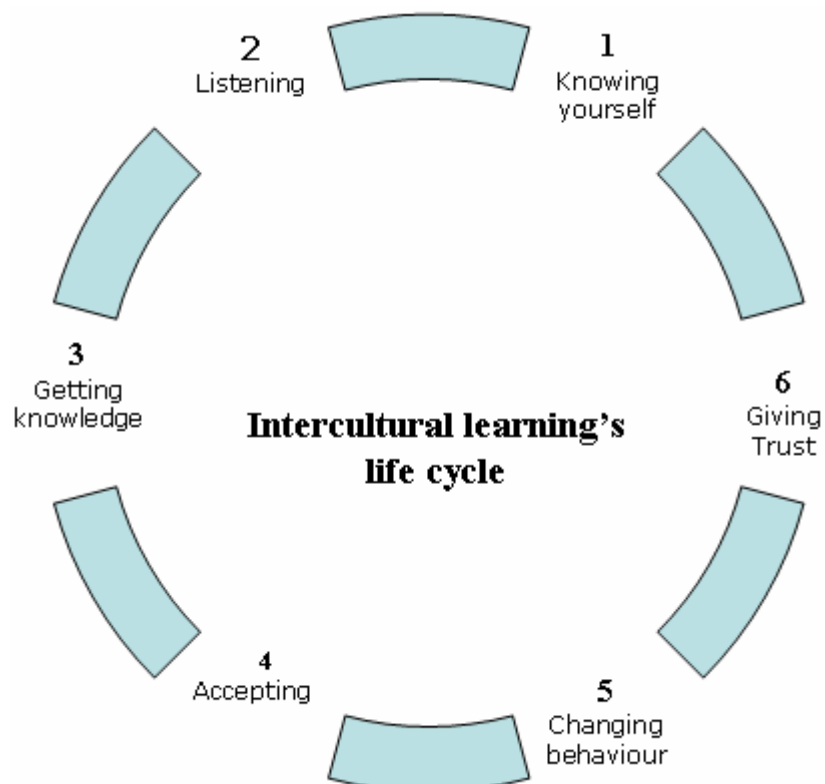 1
Knowing
yourself
2
Listening
3
Getting
knowledge
4
Accepting
5
Changing
behaviour
6
Giving
Trust
Intercultural learning's
life cycle